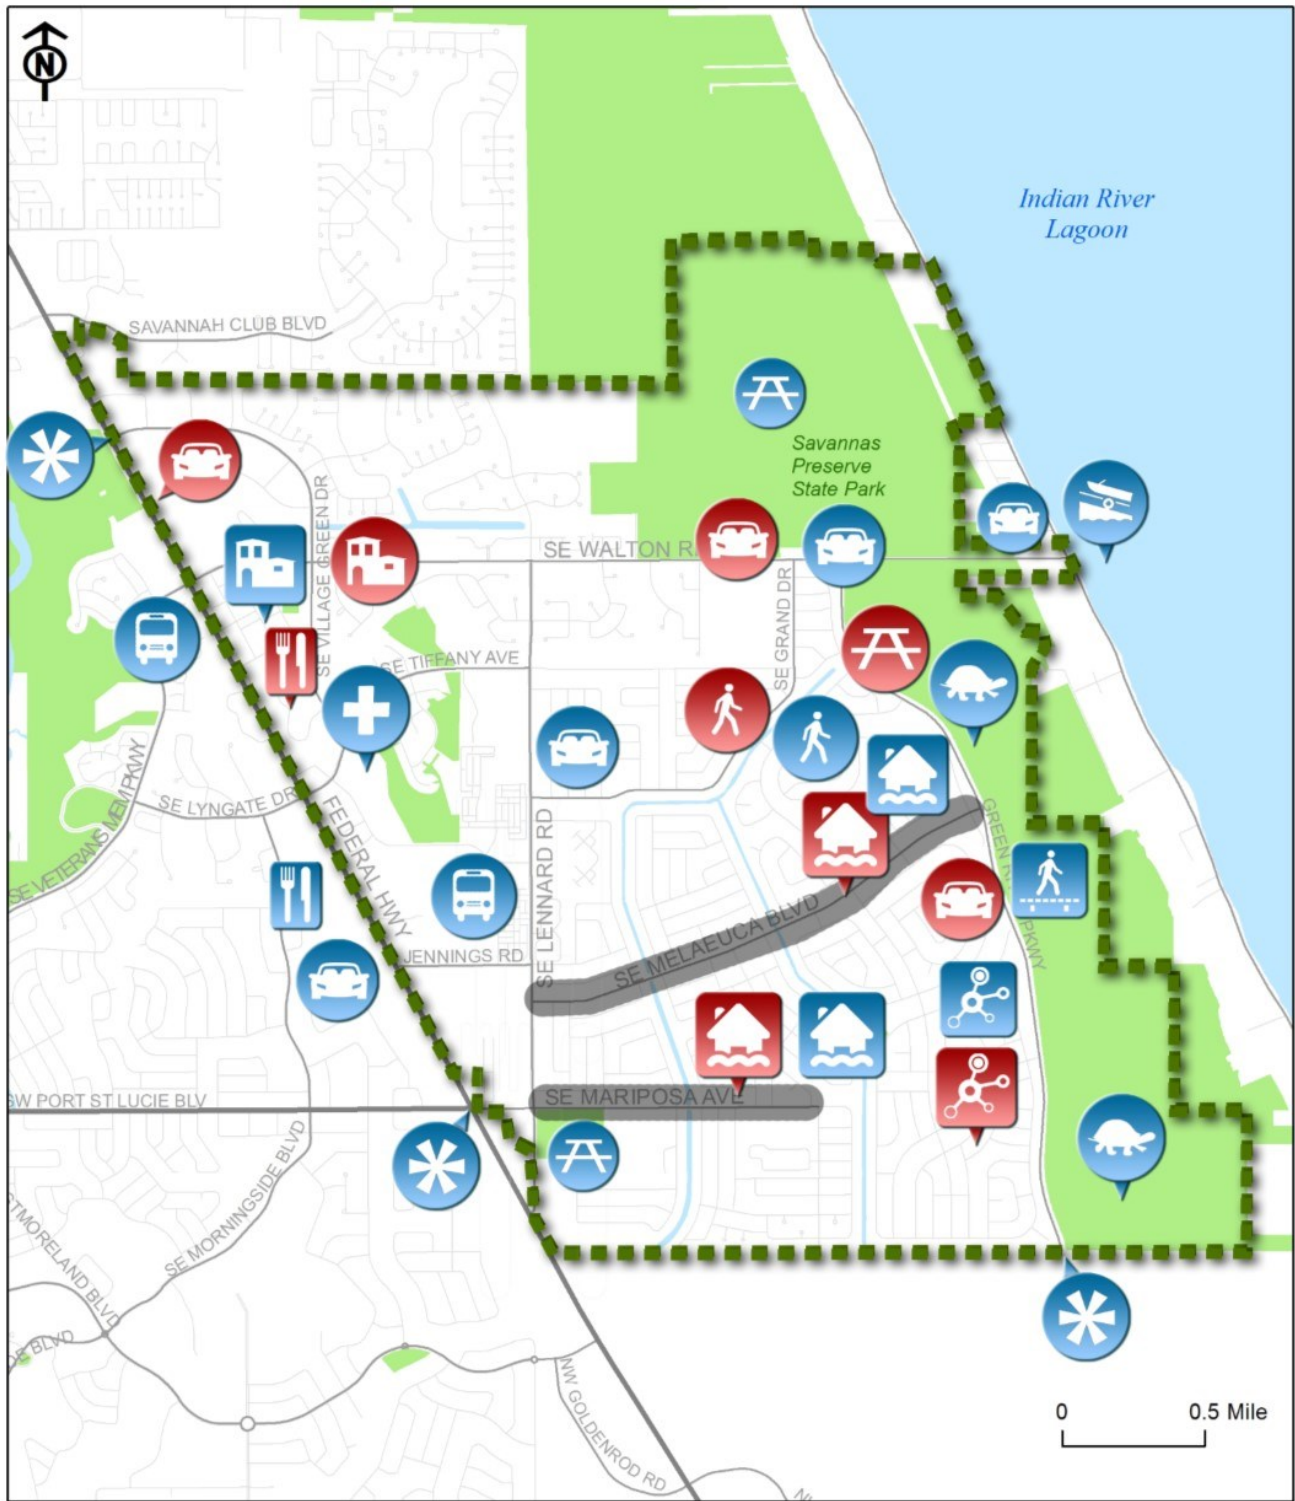 N
Indian River
Lagoon
SAVANNAH CLUB BLVD
Savannas
Preserve
State Park
SE VILLAGE GREEN DR
SE WALTON R
SE GRAND DR
SE TIFFANY AVE
SE VETERANS MEM PKWY
SE LYNGATE DR
FEDERAL HWY
SE LENNARD RD
GREEN
PKWY
SE MELAEUCA BLVD
JENNINGS RD
SW PORT ST LUCIE BLV
SE MARIPOSA AVE
SE MORNINGSIDE BLVD
STMORELAND BLVD
DE BLVD
NW GOLDENROD RD
0 0.5 Mile